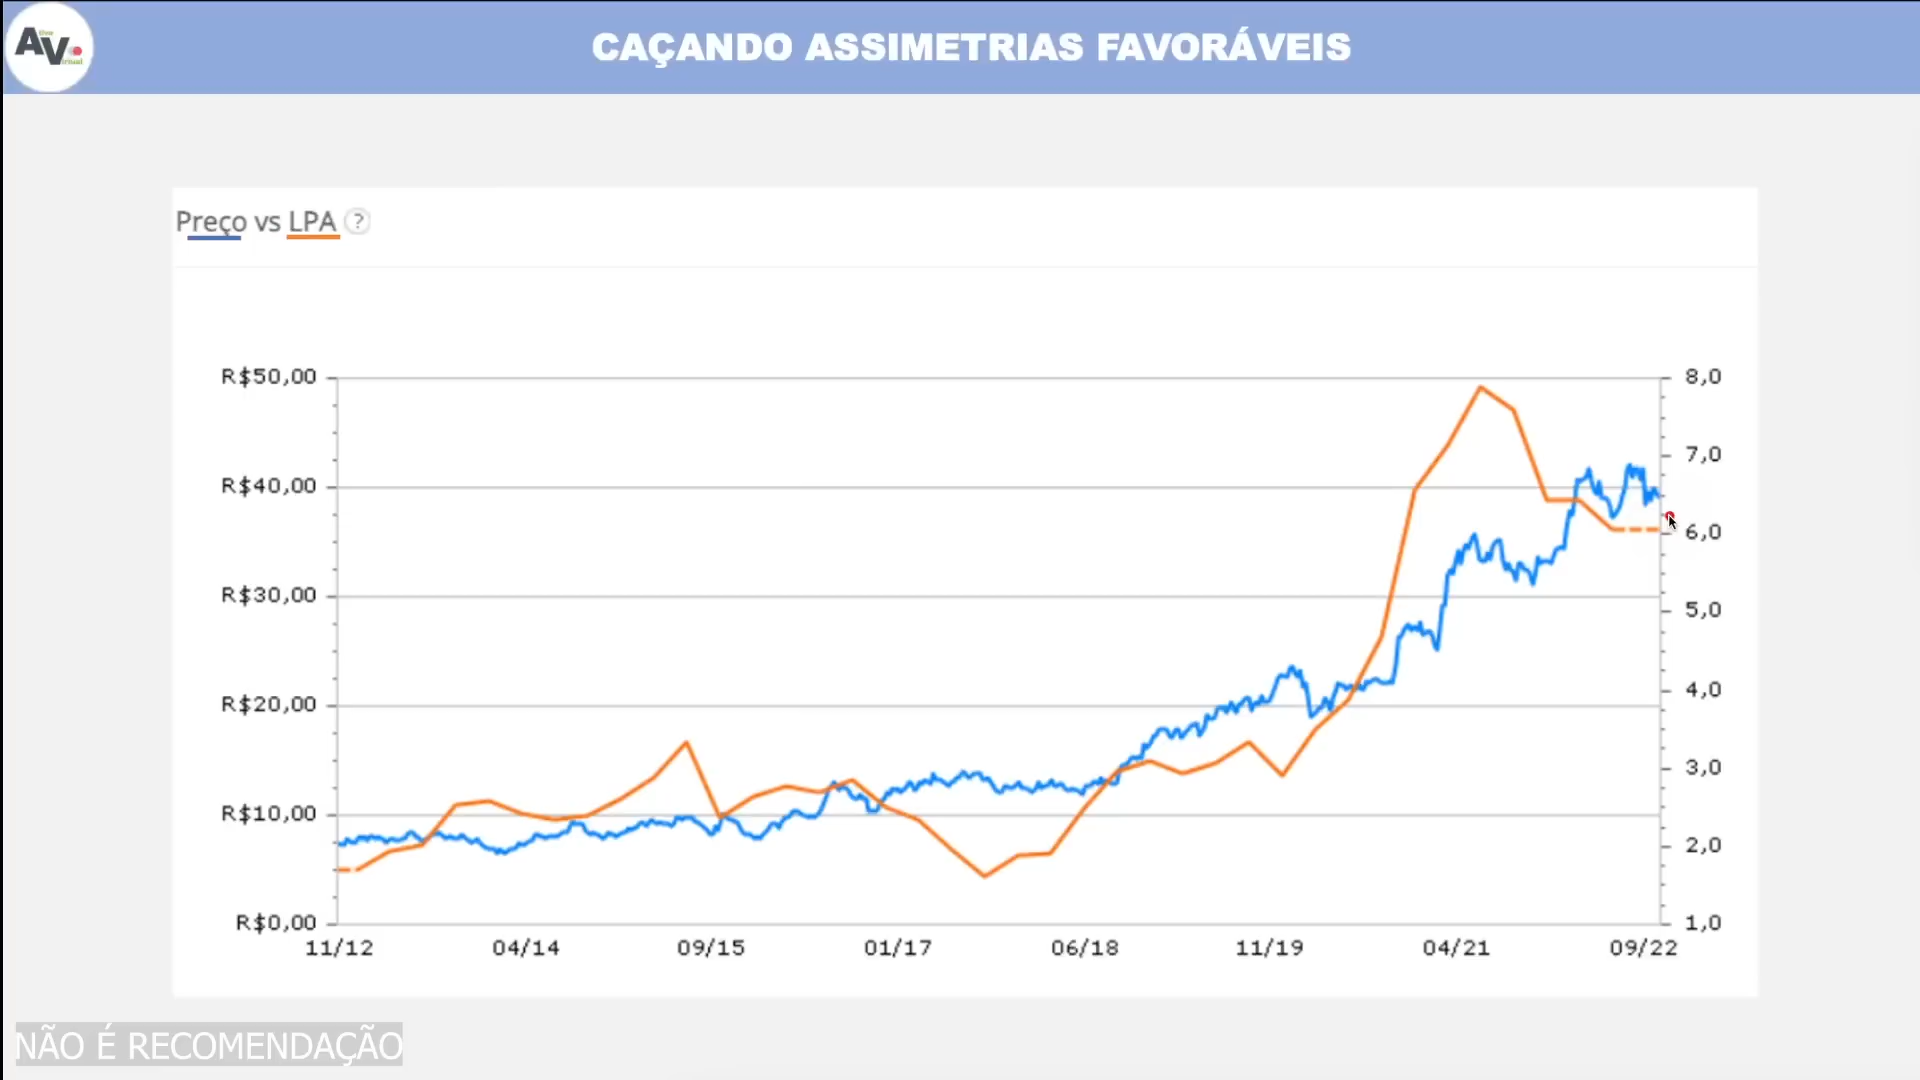 AV
CAÇANDO ASSIMETRIAS FAVORÁVEIS
Preço vs LPA ?
R$50,00 8,0
7,0
R$40,00
6,0
R$30,00 5,0
R$20,00 4,0
3,0
R$10,00
2,0
R$0,00 1,0
11/12 04/14 09/15 01/17 06/18 11/19 04/21 09/22
NÃO É RECOMENDAÇÃO